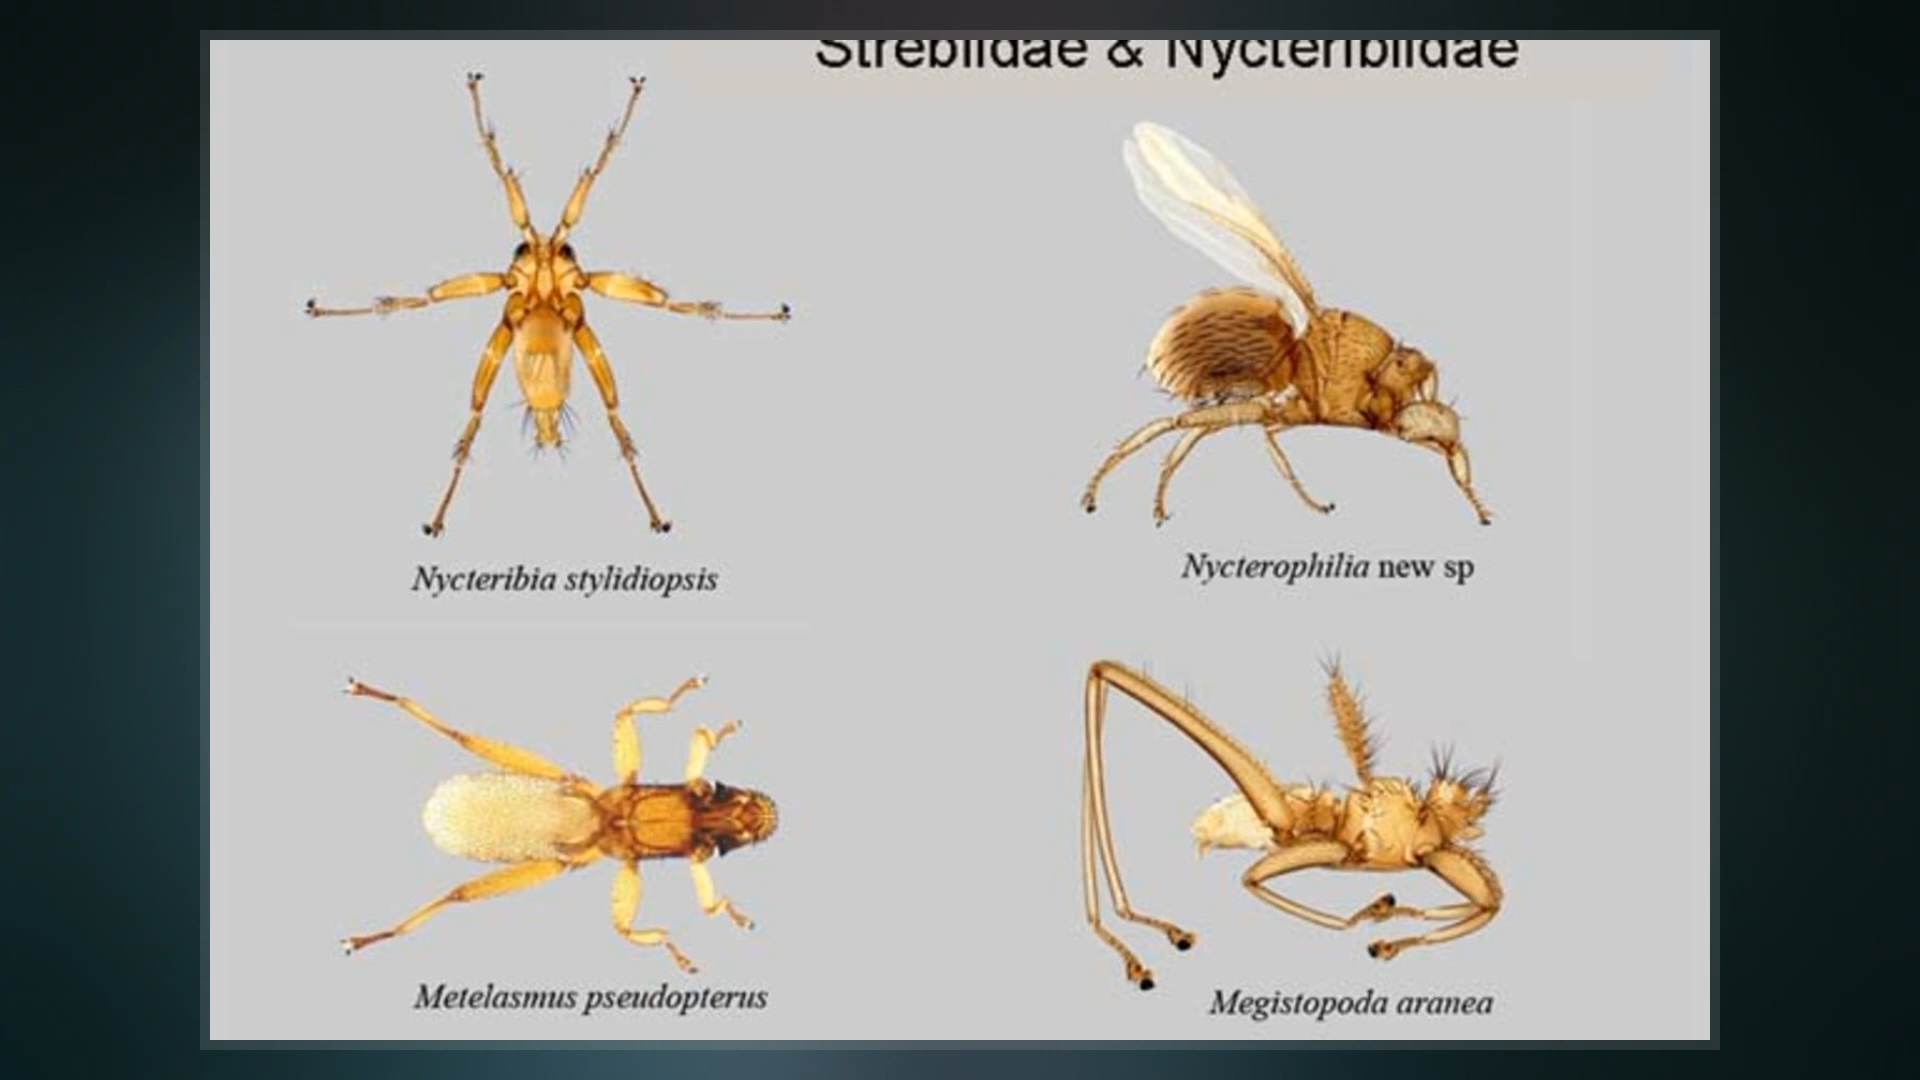 Streblidae & Nycteribiidae
Nycteribia stylidiopsis
Nycterophilia new sp
Metelasmus pseudopterus
Megistopoda aranea